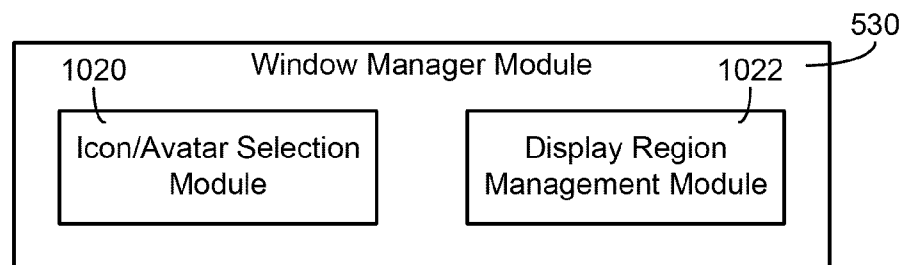 530
1020 Window Manager Module 1022
Icon/Avatar Selection
Module
Display Region
Management Module